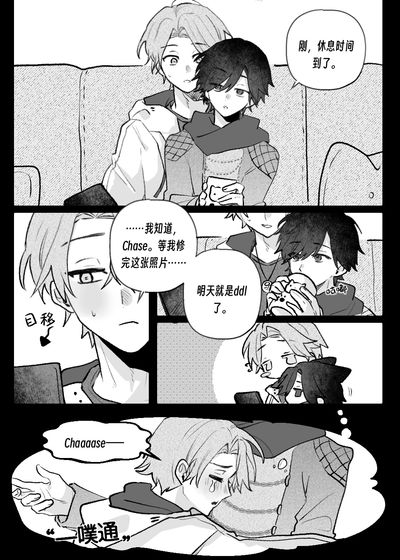 刚，休息时间
到了。
……我知道，
Chase。等我修
完这张照片……
目移
明天就是ddl
了。
Chaaaase——
“一噗通”